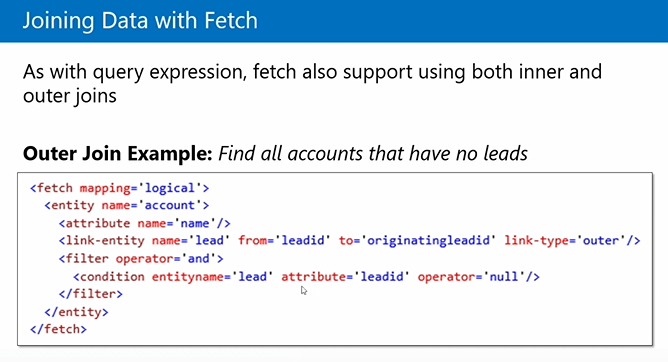 Joining Data with Fetch
As with query expression, fetch also support using both inner and
outer joins
Outer Join Example: Find all accounts that have no leads
<fetch mapping='logical'>
  <entity name='account'>
    <attribute name='name'/>
    <link-entity name='lead' from='leadid' to='originatingleadid' link-type='outer'/>
    <filter operator='and'>
      <condition entityname='lead' attribute='leadid' operator='null'/>
    </filter>
  </entity>
</fetch>